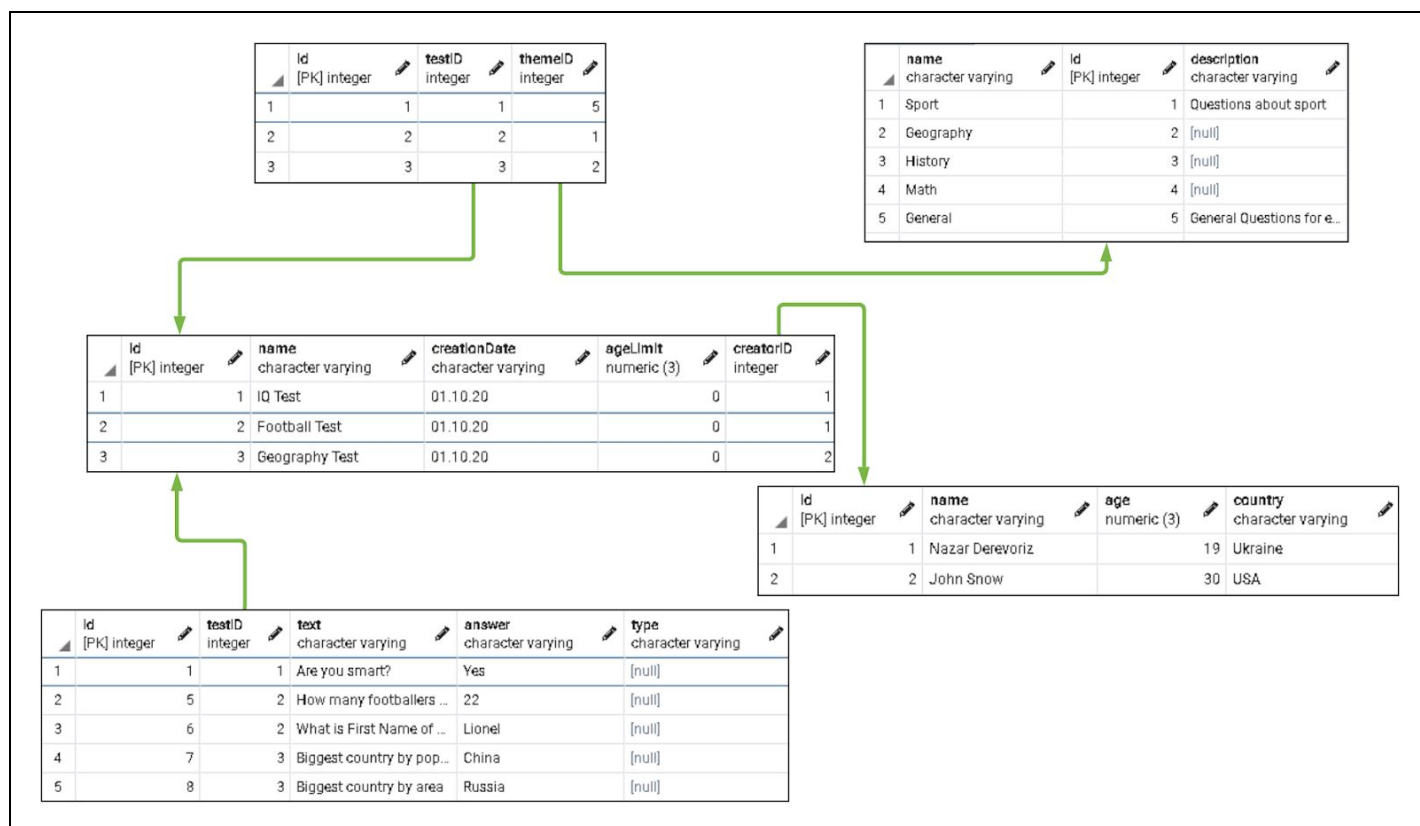 Id testID themeID
[PK] integer integer integer
1 1 1 5
2 2 2 1
3 3 3 2
name Id description
character varying [PK] integer character varying
1 Sport 1 Questions about sport
2 Geography 2 [null]
3 History 3 [null]
4 Math 4 [null]
5 General 5 General Questions for e...
Id name creationDate ageLimit creatorID
[PK] integer character varying character varying numeric (3) integer
1 1 IQ Test 01.10.20 0 1
2 2 Football Test 01.10.20 0 1
3 3 Geography Test 01.10.20 0 2
Id name age country
[PK] integer character varying numeric (3) character varying
1 1 Nazar Derevoriz 19 Ukraine
2 2 John Snow 30 USA
Id testID text answer type
[PK] integer integer character varying character varying character varying
1 1 1 Are you smart? Yes [null]
2 5 2 How many footballers ... 22 [null]
3 6 2 What is First Name of ... Lionel [null]
4 7 3 Biggest country by pop... China [null]
5 8 3 Biggest country by area Russia [null]